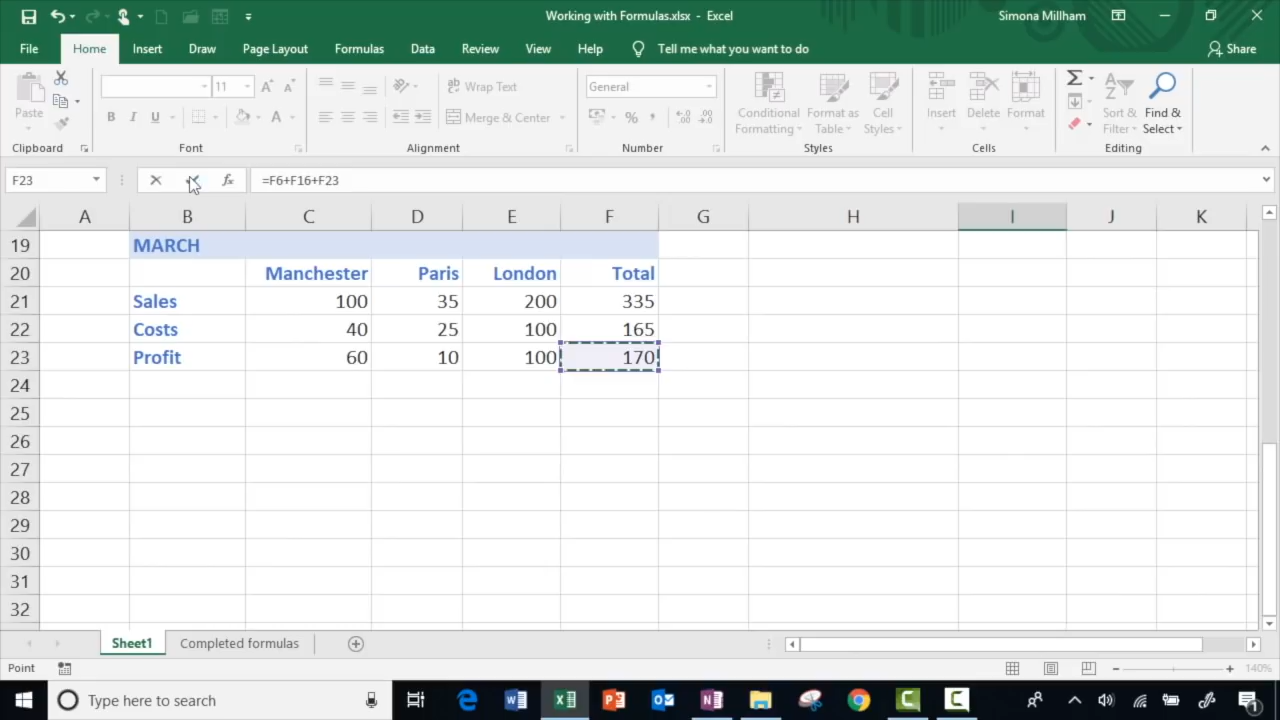 Working with Formulas.xlsx - Excel
Simona Millham
File Home Insert Draw Page Layout Formulas Data Review View Help Tell me what you want to do Share
Paste
Clipboard
11
B I U
Font
Wrap Text
Merge & Center
Alignment
General
Number
Conditional Formatting
Format as Table
Cell Styles
Styles
Insert
Delete
Format
Cells
Sort & Filter
Find & Select
Editing
F23 fx =F6+F16+F23
A B C D E F G H I J K
19 MARCH
20 Manchester Paris London Total
21 Sales 100 35 200 335
22 Costs 40 25 100 165
23 Profit 60 10 100 170
24
25
26
27
28
29
30
31
32
Sheet1 Completed formulas
Point 140%
Type here to search 1